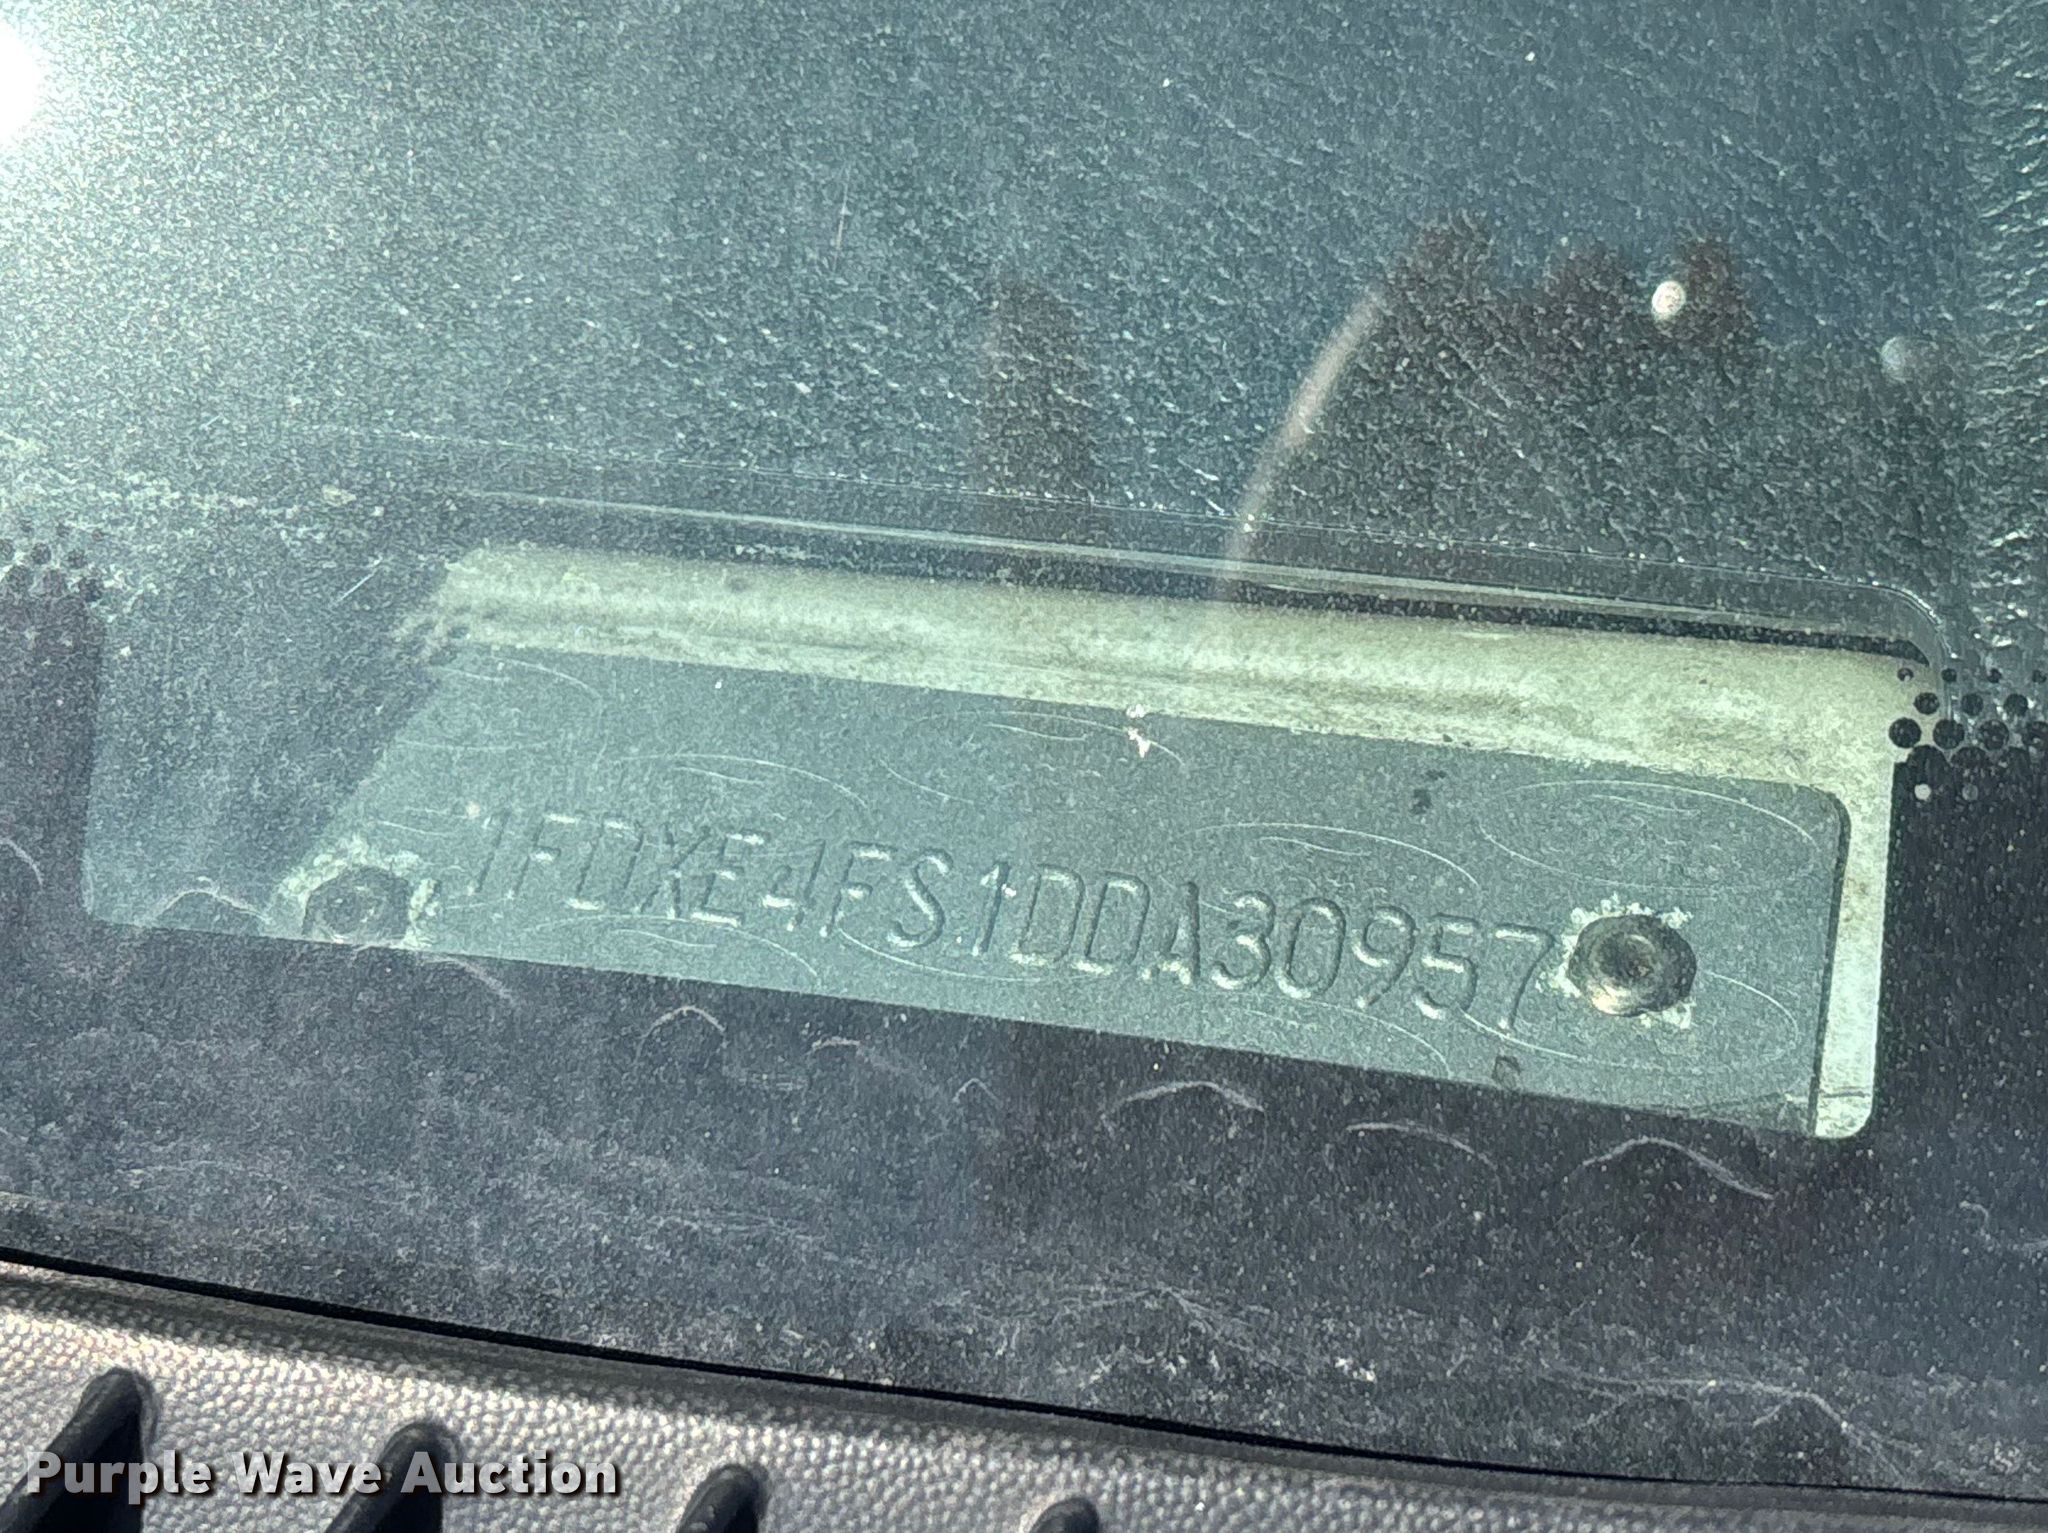 1FDXE4FS1DDA30957
Purple Wave Auction